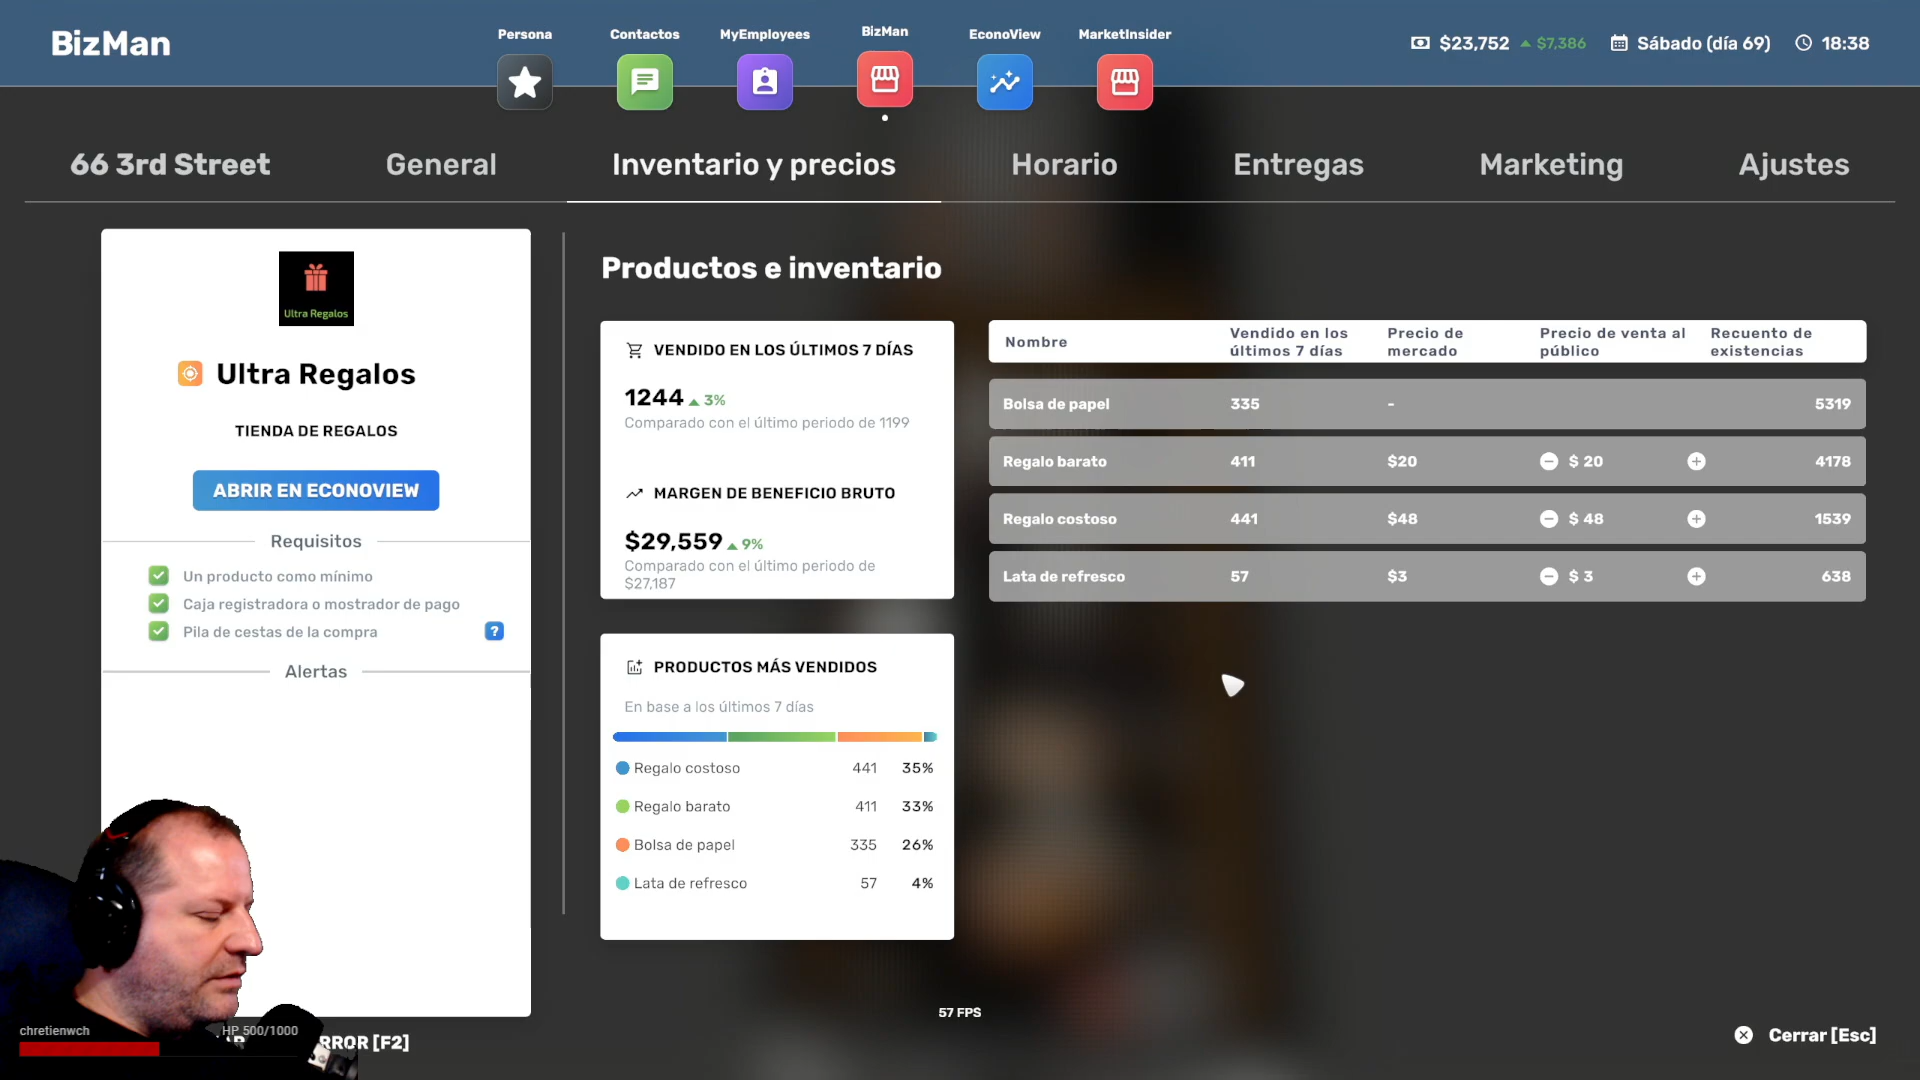 BizMan
Persona
Contactos
MyEmployees
BizMan
EconoView
MarketInsider
$23,752 $7,386
Sábado (día 69)
18:38
66 3rd Street
General
Inventario y precios
Horario
Entregas
Marketing
Ajustes
Ultra Regalos
Ultra Regalos
TIENDA DE REGALOS
ABRIR EN ECONOVIEW
Requisitos
Un producto como mínimo
Caja registradora o mostrador de pago
Pila de cestas de la compra
?
Alertas
Productos e inventario
VENDIDO EN LOS ÚLTIMOS 7 DÍAS
1244 3%
Comparado con el último periodo de 1199
MARGEN DE BENEFICIO BRUTO
$29,559 9%
Comparado con el último periodo de
$27,187
PRODUCTOS MÁS VENDIDOS
En base a los últimos 7 días
Regalo costoso 441 35%
Regalo barato 411 33%
Bolsa de papel 335 26%
Lata de refresco 57 4%
Nombre
Vendido en los
últimos 7 días
Precio de
mercado
Precio de venta al
público
Recuento de
existencias
Bolsa de papel 335 - 5319
Regalo barato 411 $20 $ 20 4178
Regalo costoso 441 $48 $ 48 1539
Lata de refresco 57 $3 $ 3 638
57 FPS
chretienwch
HP 500/1000
RROR [F2]
Cerrar [Esc]